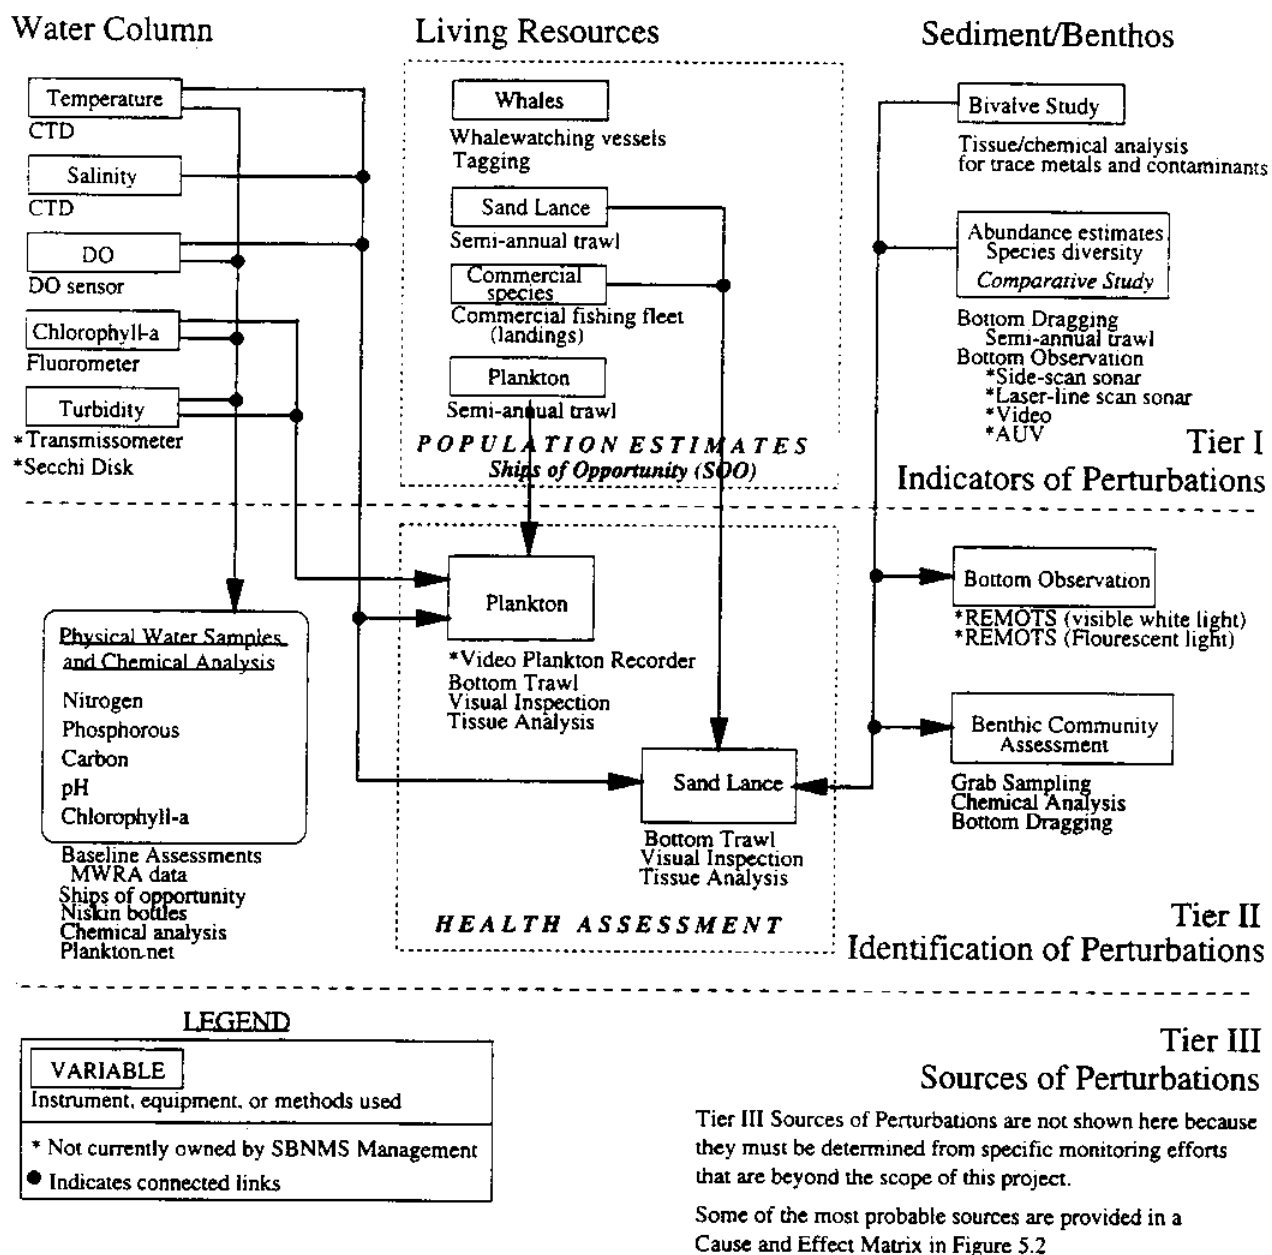 Water Column
Temperature
CTD
Salinity
CTD
DO
DO sensor
Chlorophyll-a
Fluorometer
Turbidity
*Transmissometer
*Secchi Disk
Living Resources
Whales
Whalewatching vessels
Tagging
Sand Lance
Semi-annual trawl
Commercial
species
Commercial fishing fleet
(landings)
Plankton
Semi-annual trawl
POPULATION ESTIMATES
Ships of Opportunity (SOO)
Sediment/Benthos
Bivalve Study
Tissue/chemical analysis
for trace metals and contaminants
Abundance estimates
Species diversity
Comparative Study
Bottom Dragging
Semi-annual trawl
Bottom Observation
*Side-scan sonar
*Laser-line scan sonar
*Video
*AUV
Tier I
Indicators of Perturbations
Physical Water Samples
and Chemical Analysis
Nitrogen
Phosphorous
Carbon
pH
Chlorophyll-a
Baseline Assessments
MWRA data
Ships of opportunity
Niskin bottles
Chemical analysis
Plankton net
Plankton
*Video Plankton Recorder
Bottom Trawl
Visual Inspection
Tissue Analysis
Sand Lance
Bottom Trawl
Visual Inspection
Tissue Analysis
HEALTH ASSESSMENT
Bottom Observation
*REMOTS (visible white light)
*REMOTS (Flourescent light)
Benthic Community
Assessment
Grab Sampling
Chemical Analysis
Bottom Dragging
Tier II
Identification of Perturbations
LEGEND
VARIABLE
Instrument, equipment, or methods used
* Not currently owned by SBNMS Management
● Indicates connected links
Tier III
Sources of Perturbations
Tier III Sources of Perturbations are not shown here because
they must be determined from specific monitoring efforts
that are beyond the scope of this project.
Some of the most probable sources are provided in a
Cause and Effect Matrix in Figure 5.2